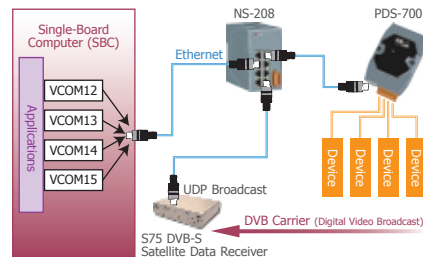 Single-Board
Computer (SBC)
Applications
VCOM12
VCOM13
VCOM14
VCOM15
Ethernet
NS-208
PDS-700
Device
Device
Device
Device
UDP Broadcast
DVB Carrier (Digital Video Broadcast)
S75 DVB-S
Satellite Data Receiver